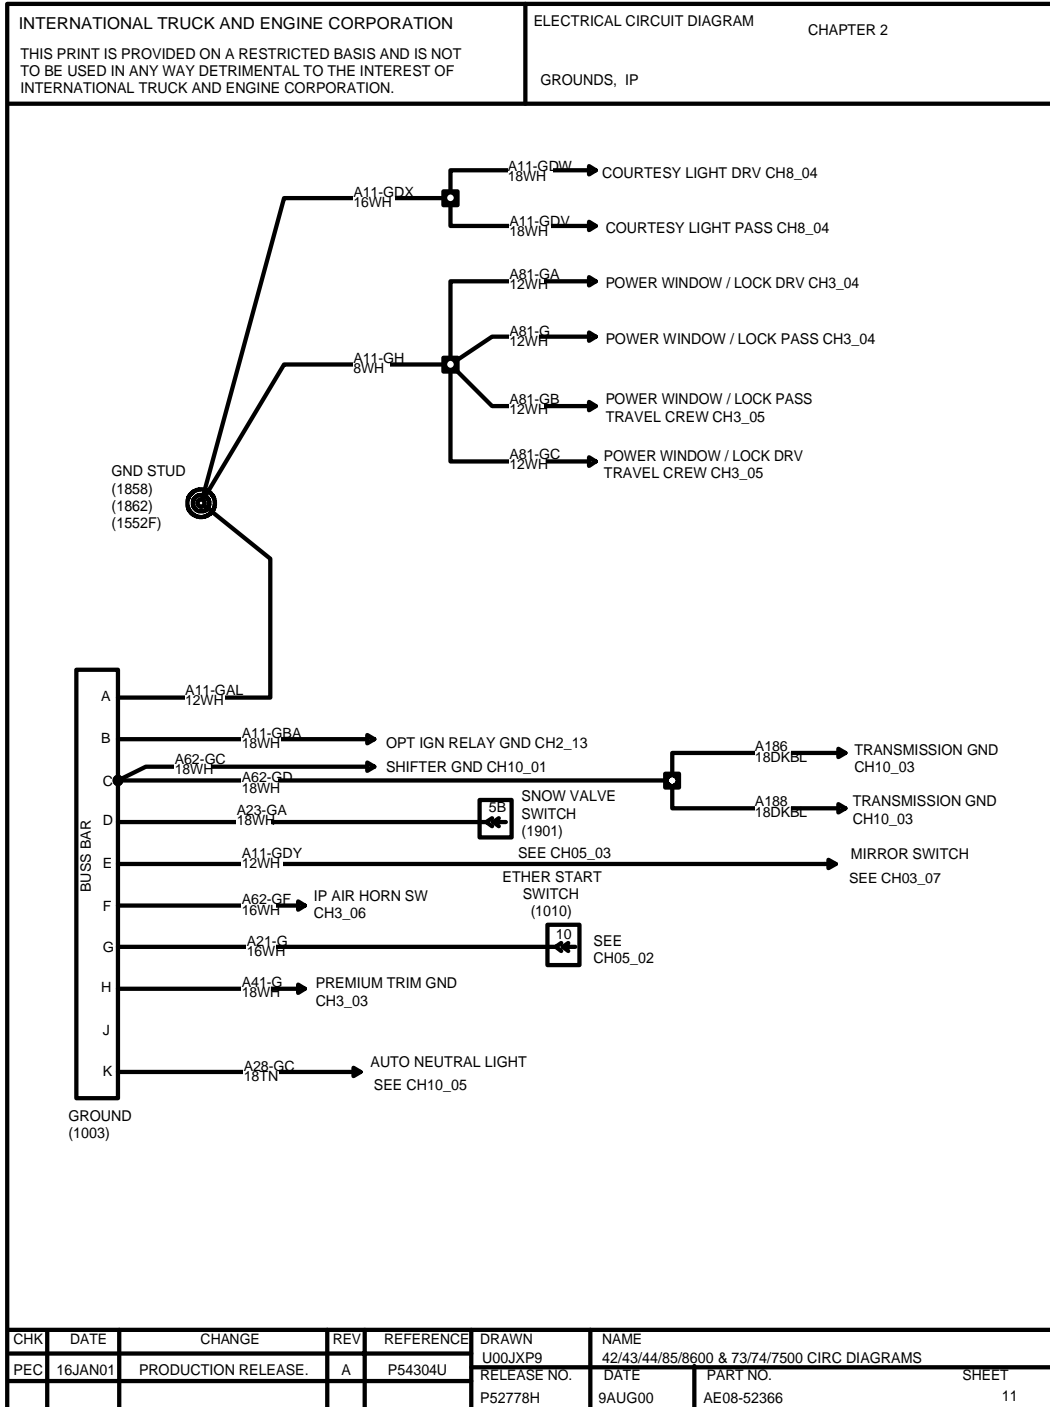 INTERNATIONAL TRUCK AND ENGINE CORPORATION
THIS PRINT IS PROVIDED ON A RESTRICTED BASIS AND IS NOT
TO BE USED IN ANY WAY DETRIMENTAL TO THE INTEREST OF
INTERNATIONAL TRUCK AND ENGINE CORPORATION.
ELECTRICAL CIRCUIT DIAGRAM
CHAPTER 2
GROUNDS, IP
A11-GDW
18WH
COURTESY LIGHT DRV CH8_04
A11-GDX
16WH
A11-GDV
18WH
COURTESY LIGHT PASS CH8_04
A81-GA
12WH
POWER WINDOW / LOCK DRV CH3_04
A81-G
12WH
POWER WINDOW / LOCK PASS CH3_04
A11-GH
8WH
A81-GB
12WH
POWER WINDOW / LOCK PASS
TRAVEL CREW CH3_05
A81-GC
12WH
POWER WINDOW / LOCK DRV
TRAVEL CREW CH3_05
GND STUD
(1858)
(1862)
(1552F)
BUSS BAR
A
A11-GAL
12WH
B
A11-GBA
18WH
OPT IGN RELAY GND CH2_13
A62-GC
18WH
SHIFTER GND CH10_01
C
A62-GD
18WH
A186
18DKBL
TRANSMISSION GND
CH10_03
A188
18DKBL
TRANSMISSION GND
CH10_03
D
A23-GA
18WH
5B
SNOW VALVE
SWITCH
(1901)
SEE CH05_03
E
A11-GDY
12WH
MIRROR SWITCH
SEE CH03_07
F
A62-GF
16WH
IP AIR HORN SW
CH3_06
ETHER START
SWITCH
(1010)
G
A21-G
16WH
10
SEE
CH05_02
H
A41-G
18WH
PREMIUM TRIM GND
CH3_03
J
K
A28-GC
18TN
AUTO NEUTRAL LIGHT
SEE CH10_05
GROUND
(1003)
CHK DATE CHANGE REV REFERENCE
PEC 16JAN01 PRODUCTION RELEASE. A P54304U
DRAWN
U00JXP9
NAME
42/43/44/85/8600 & 73/74/7500 CIRC DIAGRAMS
RELEASE NO.
P52778H
DATE
9AUG00
PART NO.
AE08-52366
SHEET
11